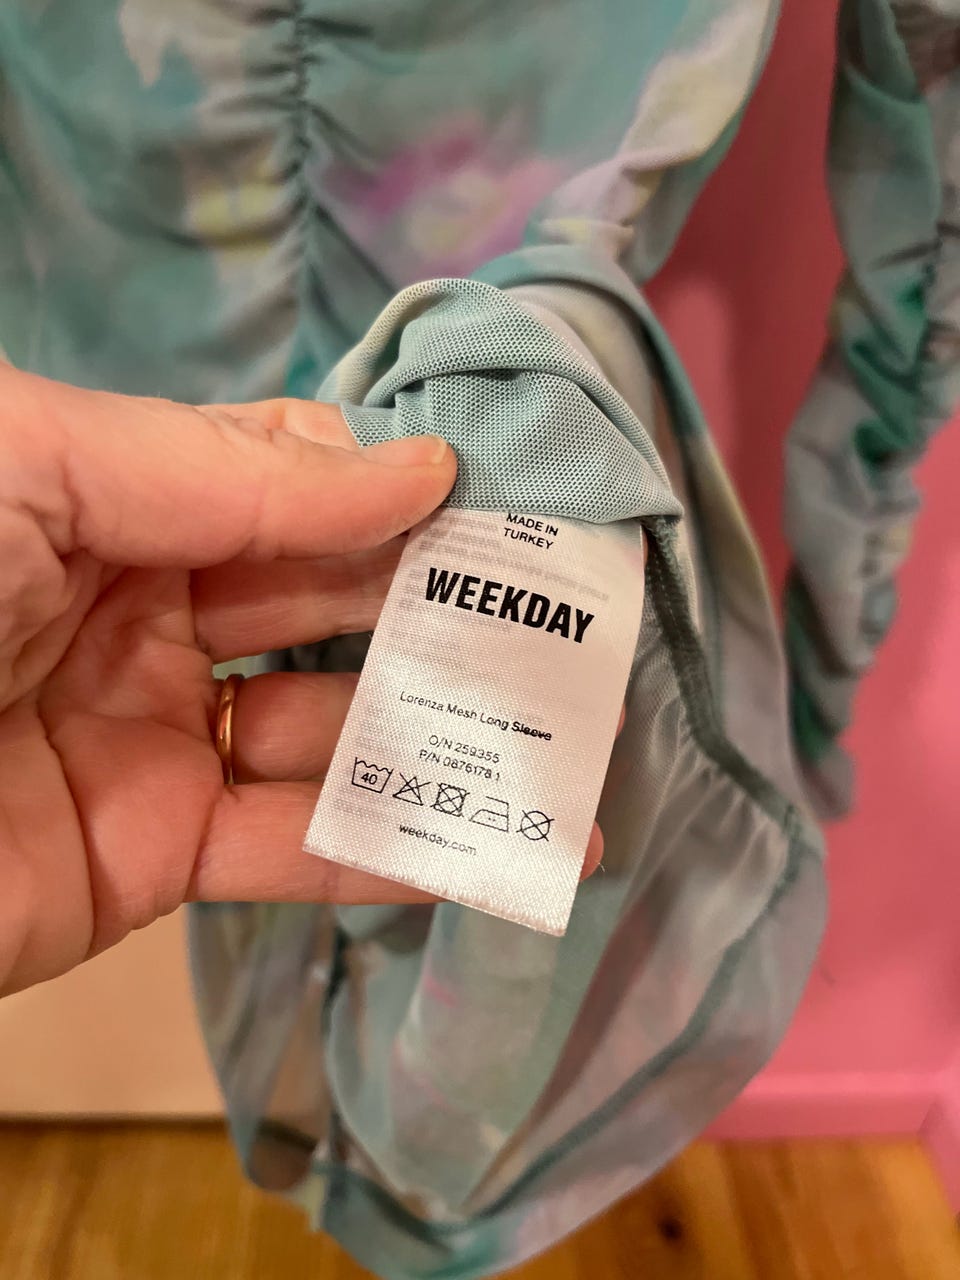 MADE IN
TURKEY
WEEKDAY
Lorenza Mesh Long Sleeve
O/N 259355
P/N 0876178 1
40
weekday.com